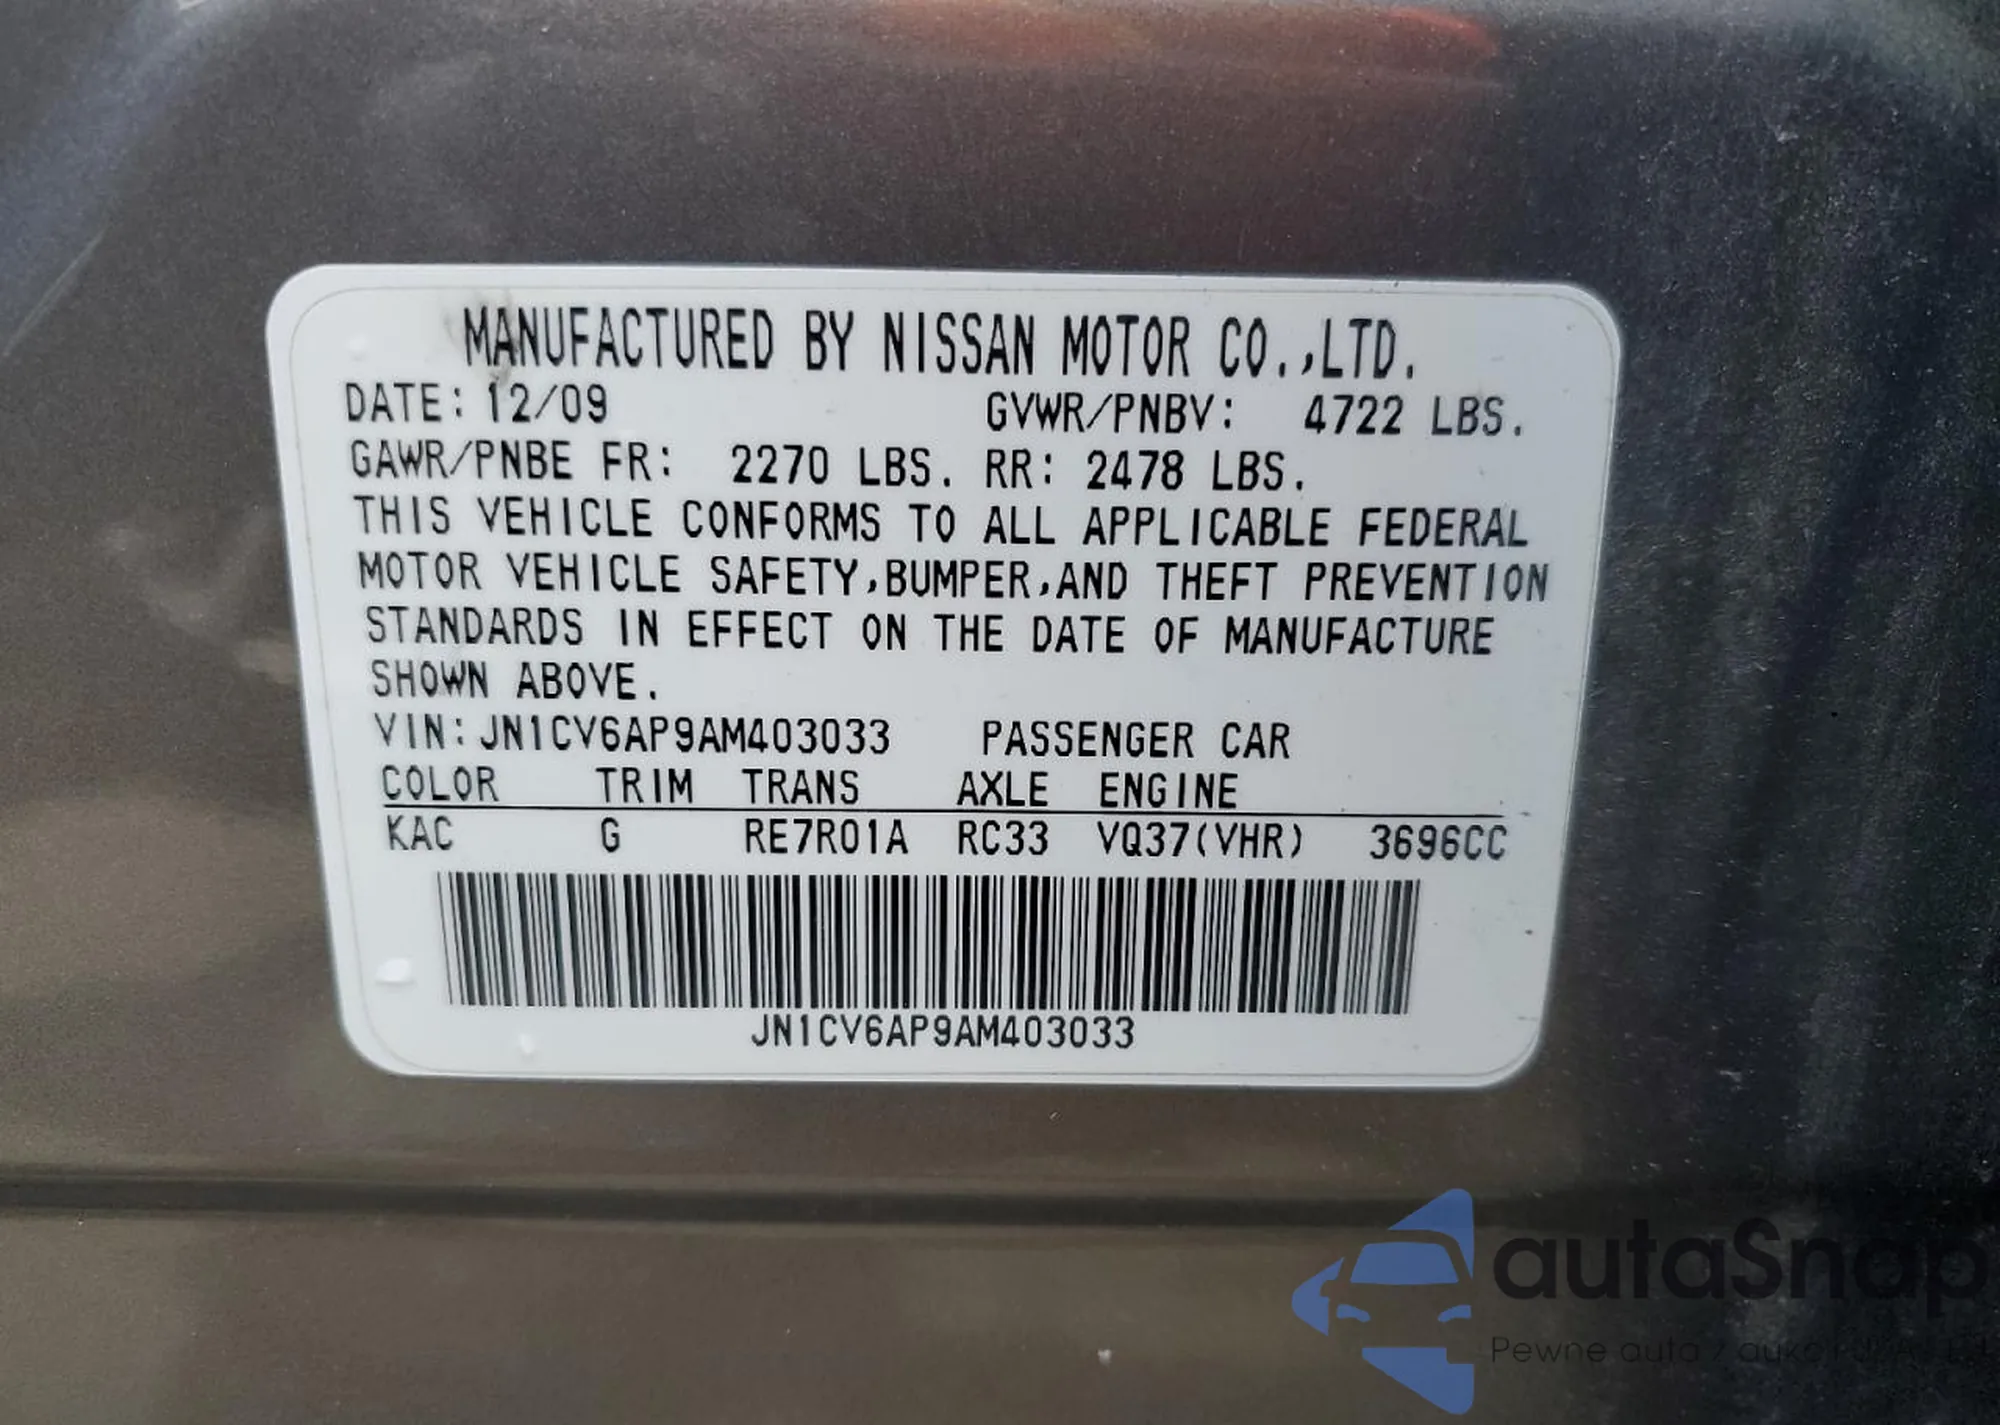 MANUFACTURED BY NISSAN MOTOR CO.,LTD.
DATE: 12/09 GVWR/PNBV: 4722 LBS.
GAWR/PNBE FR: 2270 LBS. RR: 2478 LBS.
THIS VEHICLE CONFORMS TO ALL APPLICABLE FEDERAL
MOTOR VEHICLE SAFETY,BUMPER,AND THEFT PREVENTION
STANDARDS IN EFFECT ON THE DATE OF MANUFACTURE
SHOWN ABOVE.
VIN:JN1CV6AP9AM403033 PASSENGER CAR
COLOR TRIM TRANS AXLE ENGINE
KAC G RE7R01A RC33 VQ37(VHR) 3696CC
JN1CV6AP9AM403033
autaSnap
Pewne auto z aukcji